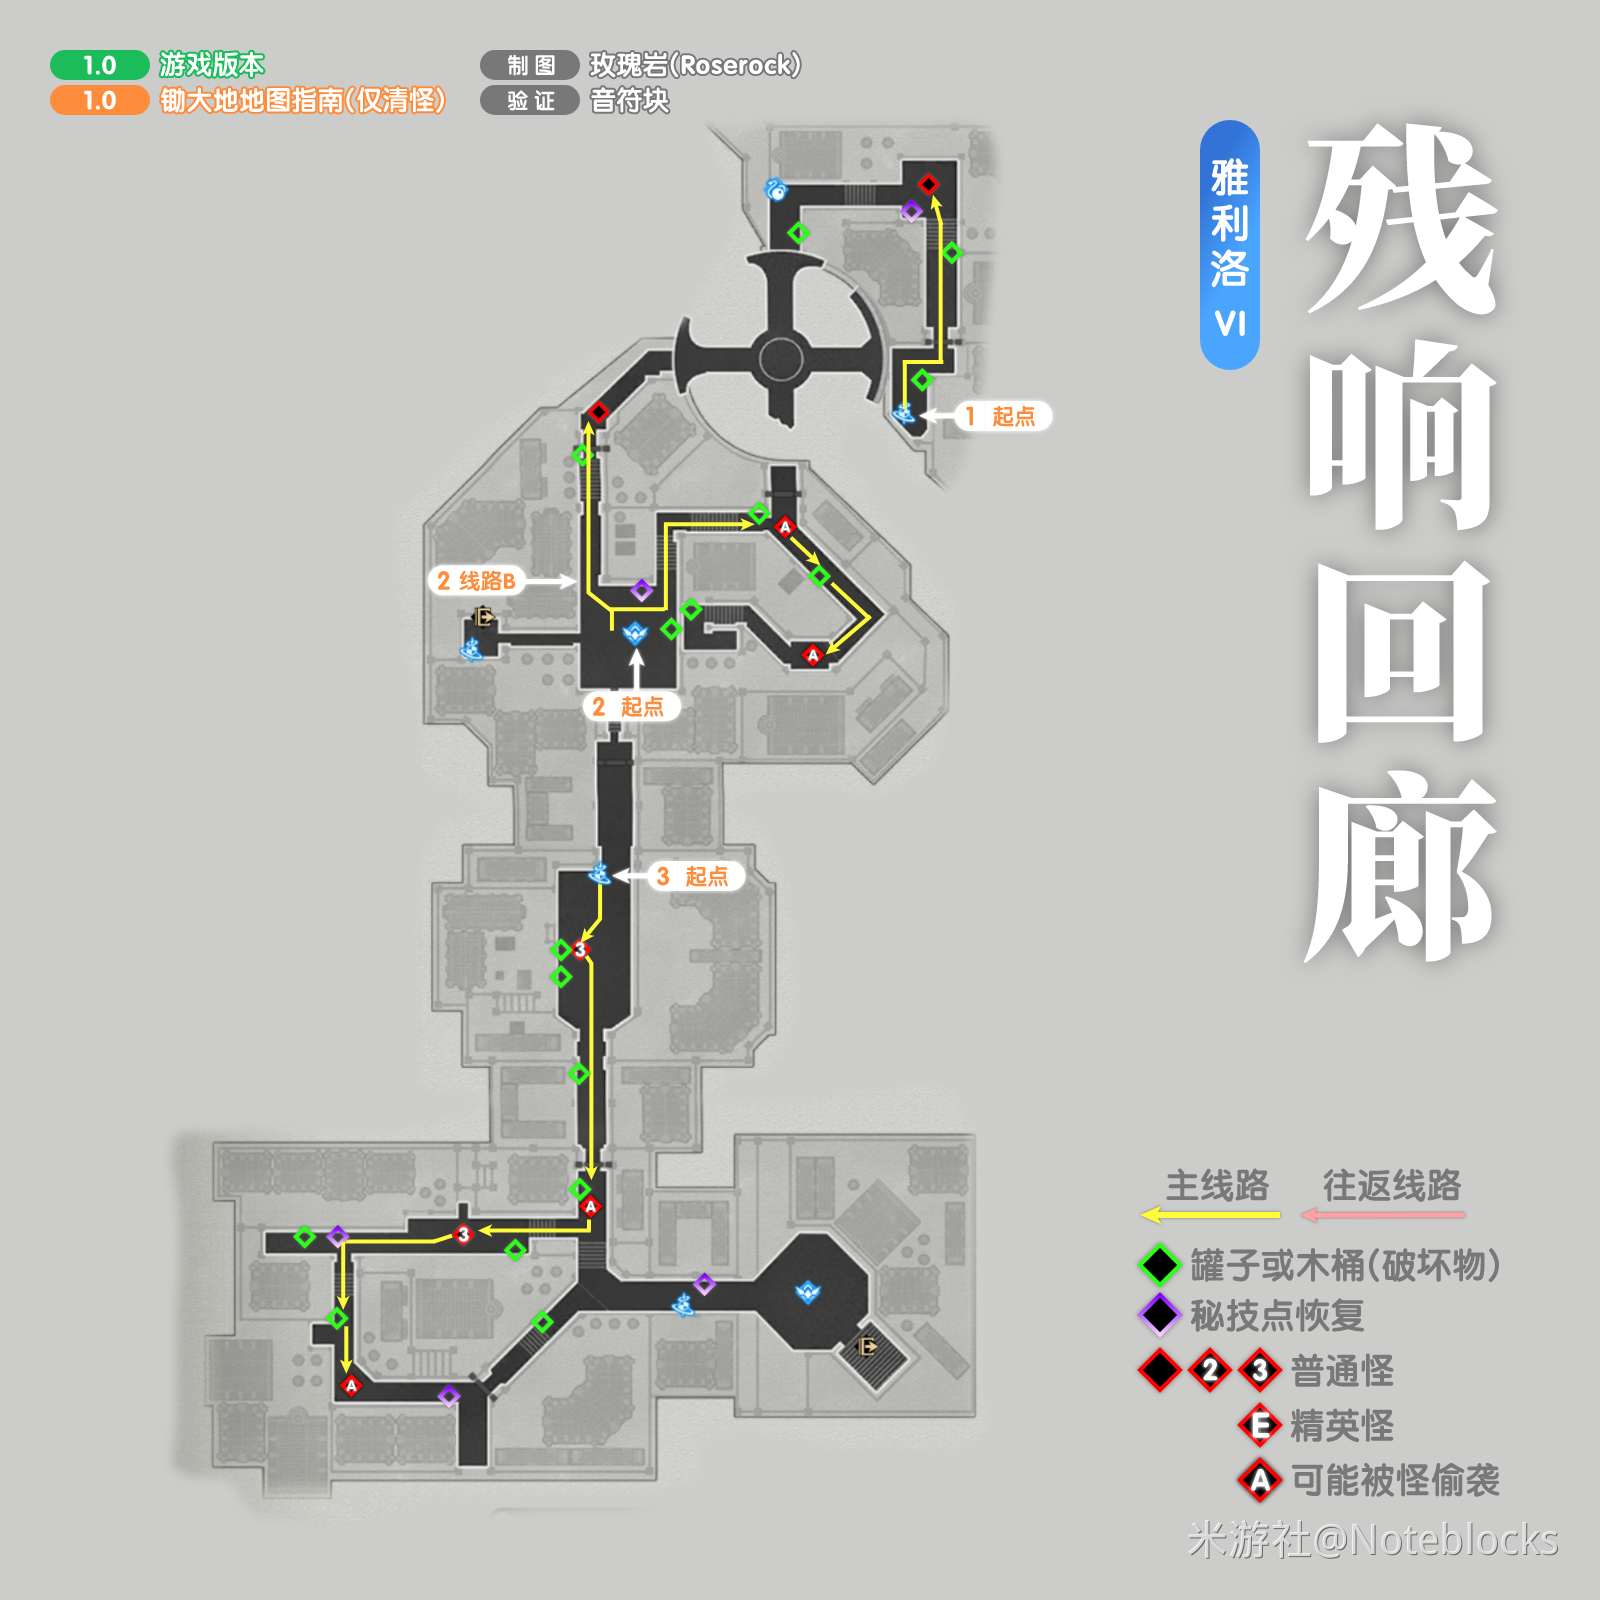 1.0 游戏版本
1.0 锄大地地图指南(仅清怪)
制图 玫瑰岩(Roserock)
验证 音符块
残响回廊
雅利洛 VI
1 起点
2 线路B
2 起点
3 起点
A
A
3
A
3
A
主线路
往返线路
罐子或木桶(破坏物)
秘技点恢复
2 3 普通怪
E 精英怪
A 可能被怪偷袭
米游社@Noteblocks